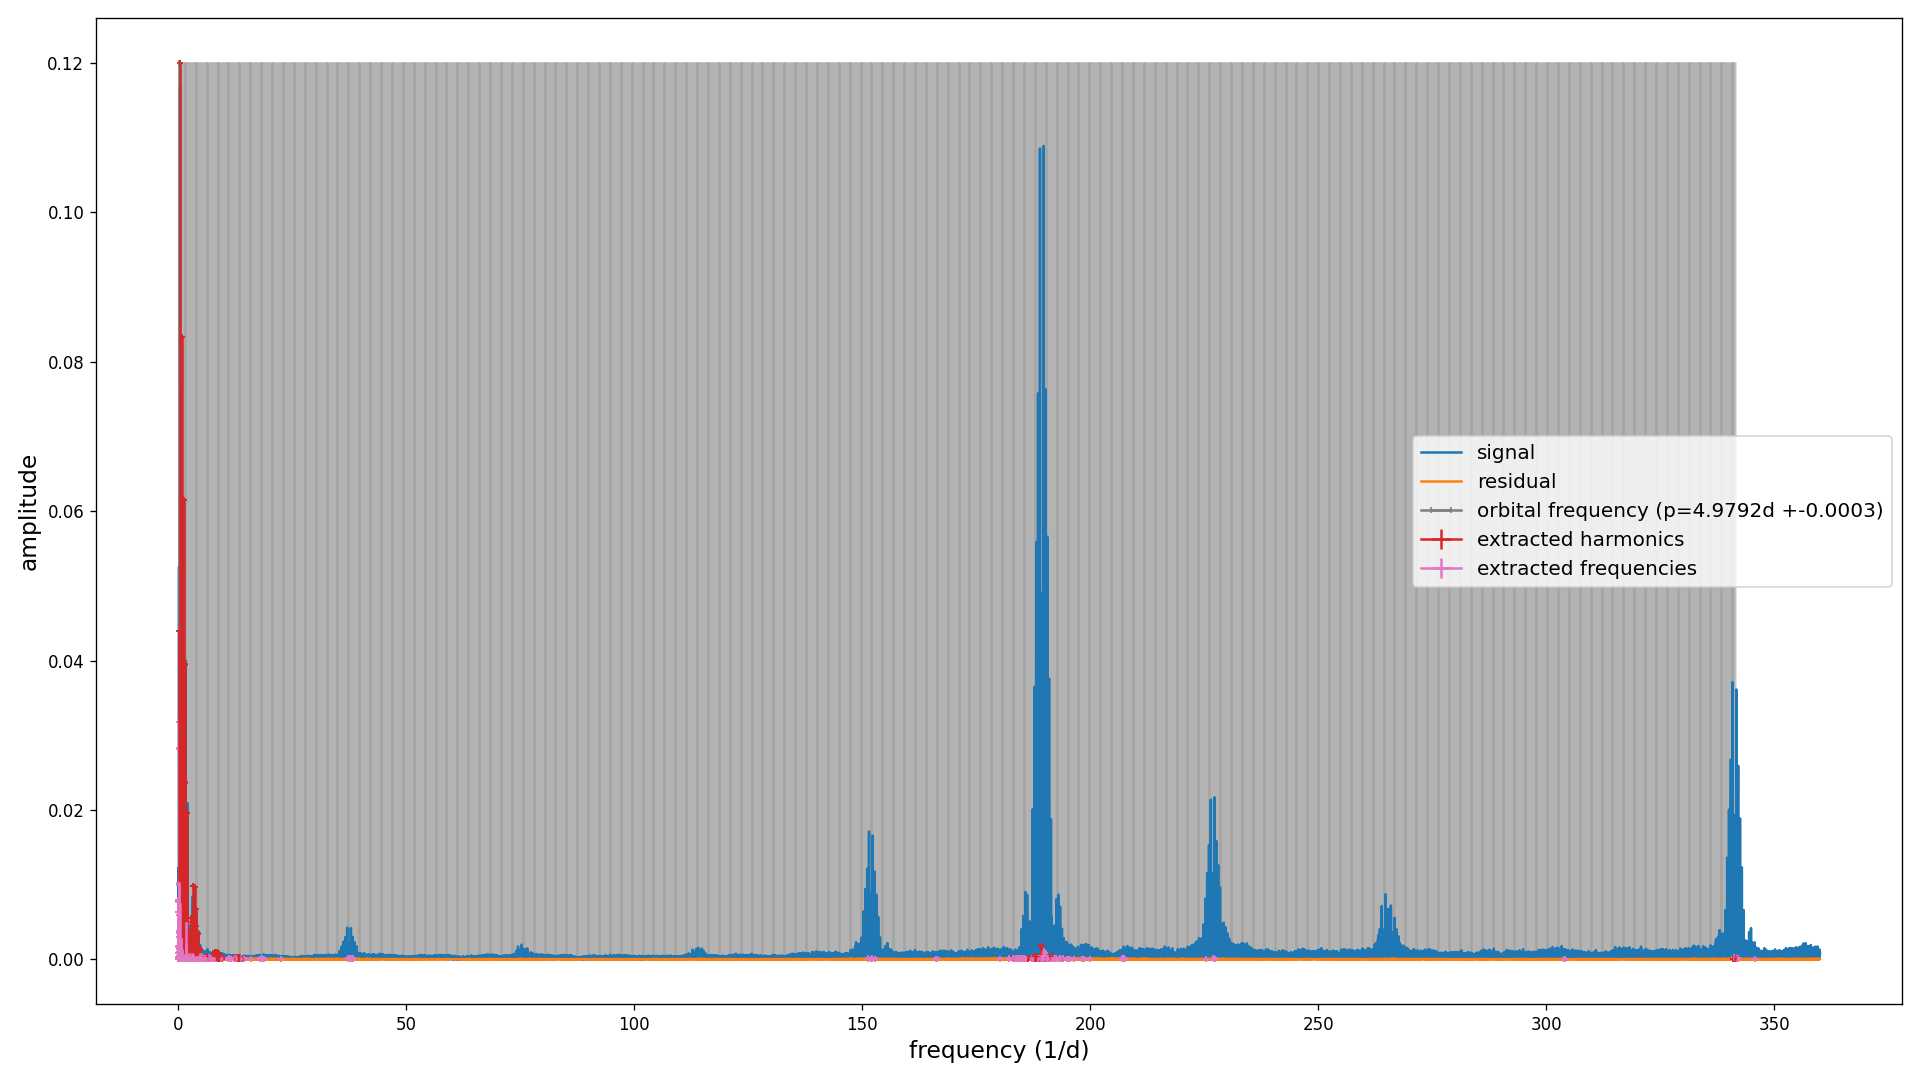 0.12
0.10
0.08
0.06
0.04
0.02
0.00
amplitude
signal
residual
orbital frequency (p=4.9792d +-0.0003)
extracted harmonics
extracted frequencies
0 50 100 150 200 250 300 350
frequency (1/d)